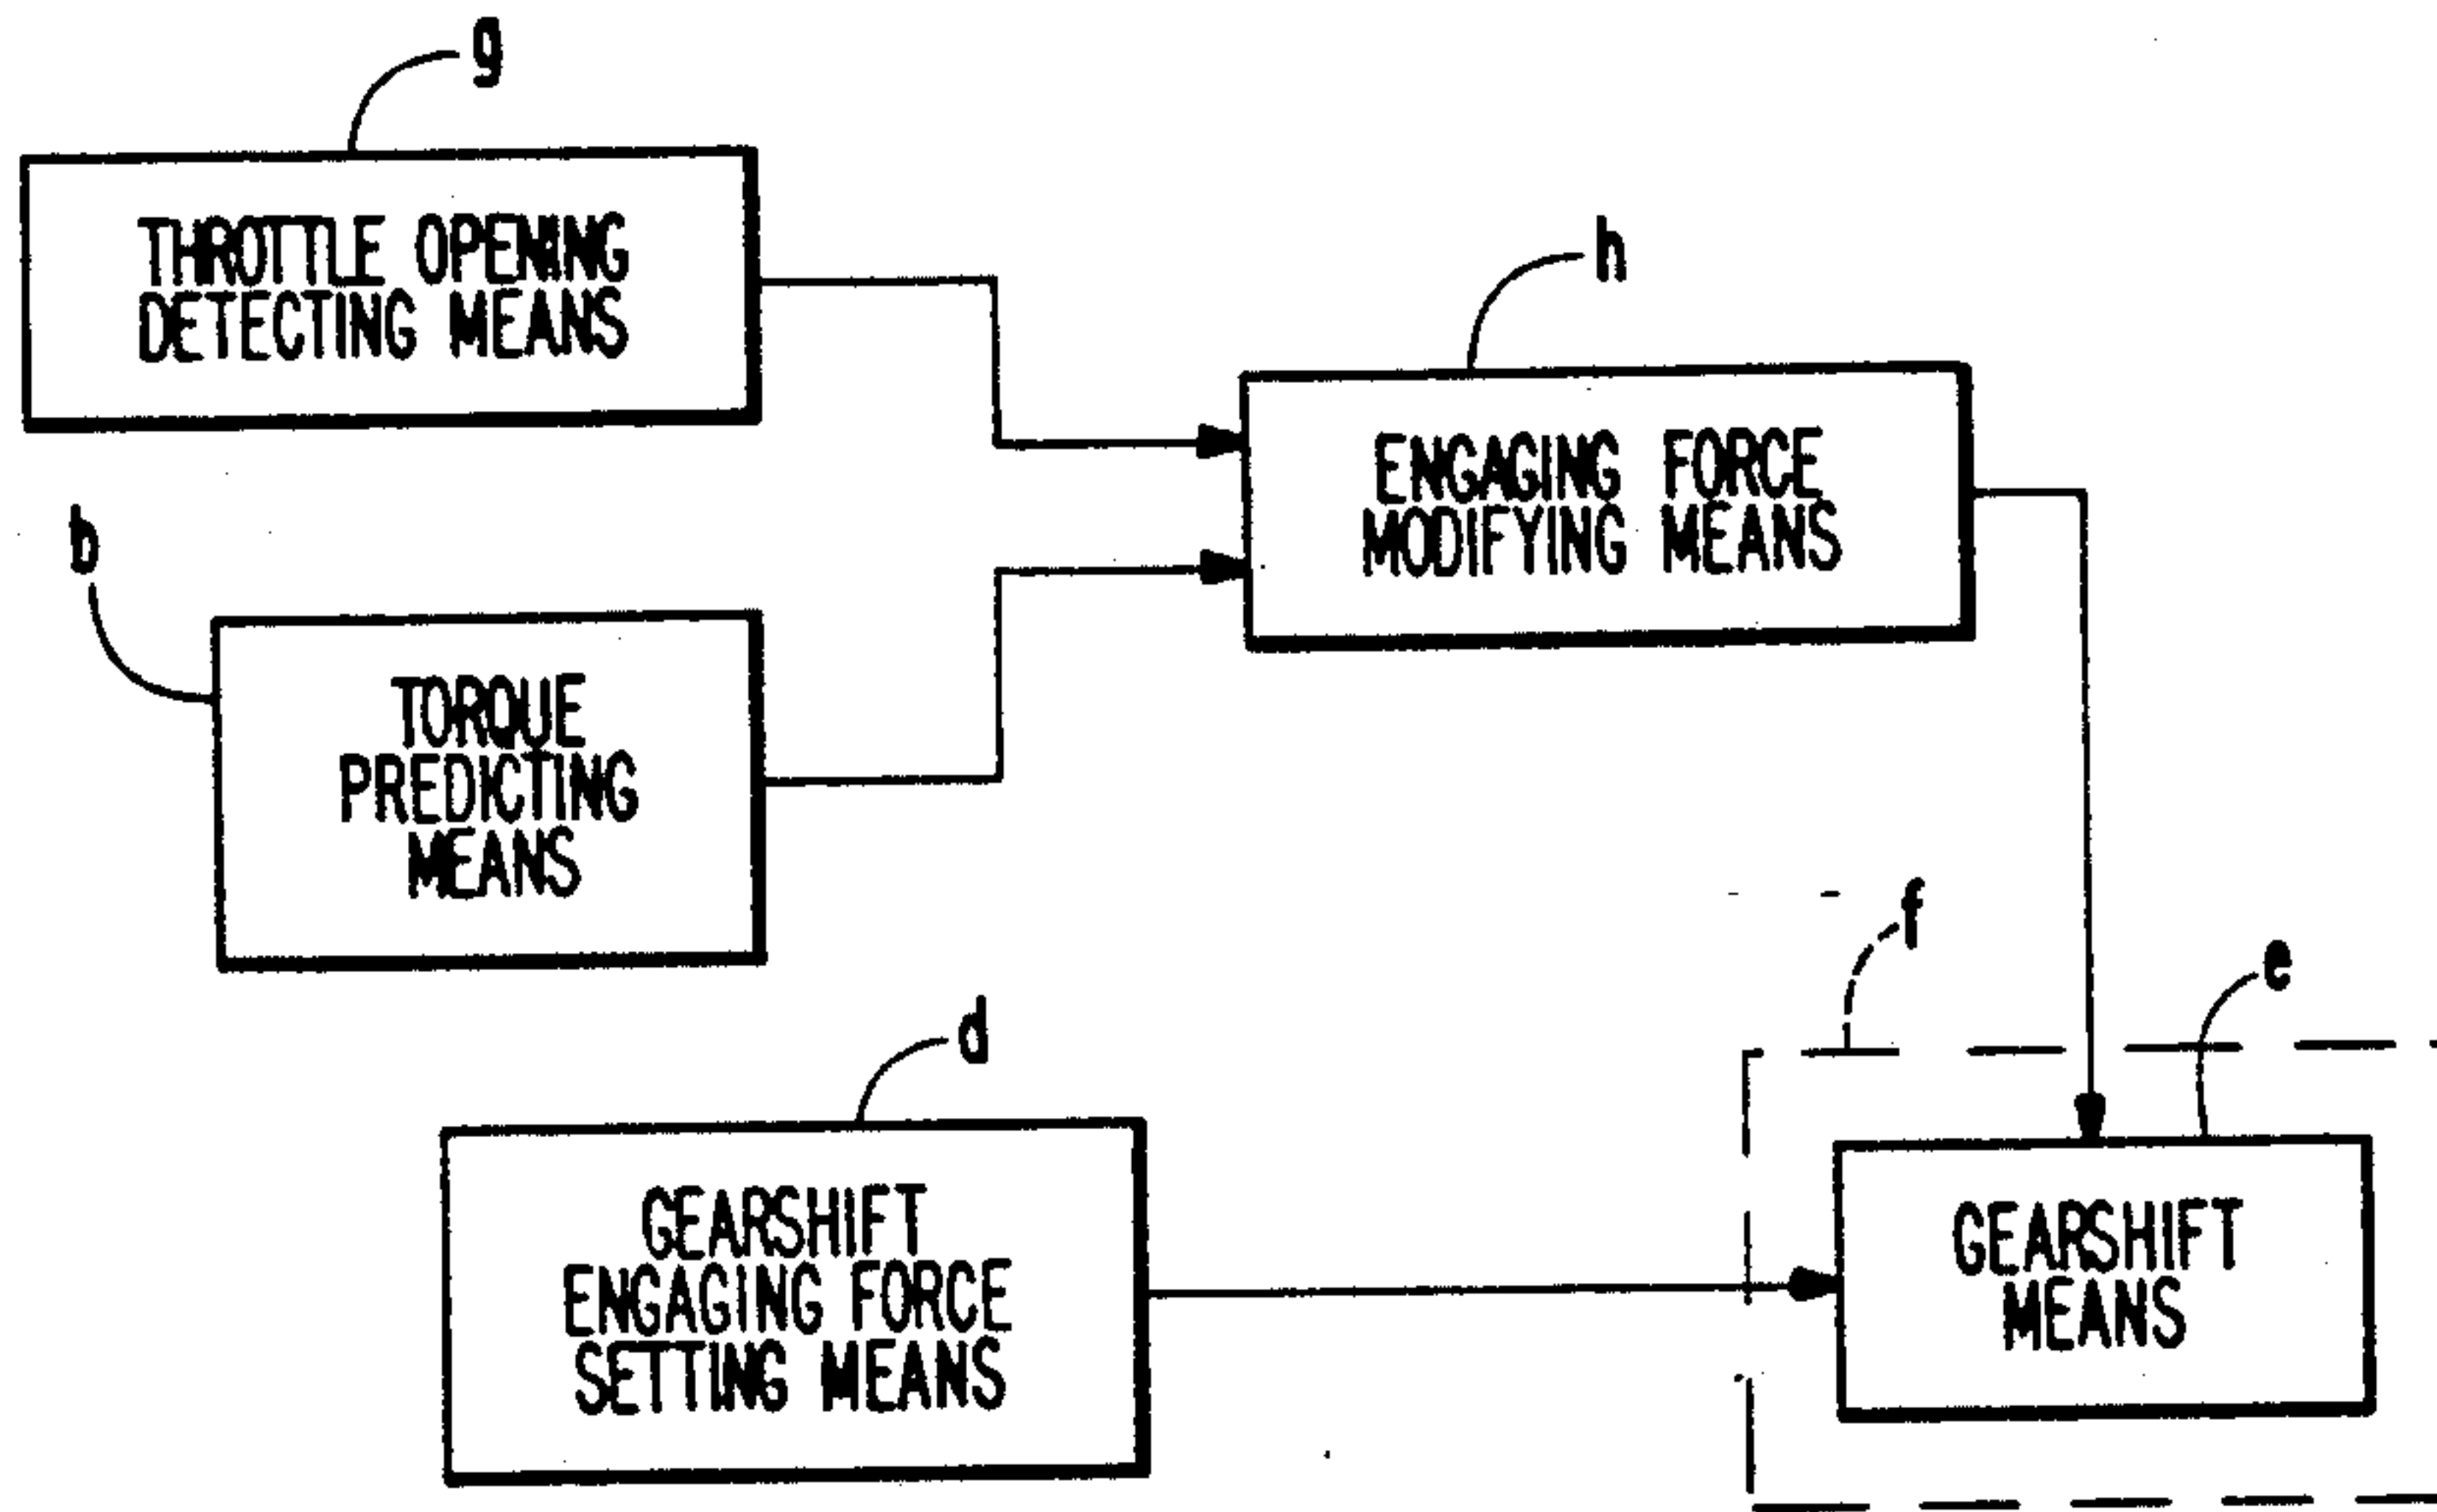 g
THROTTLE OPENING
DETECTING MEANS
h
ENGAGING FORCE
MODIFYING MEANS
b
TORQUE
PREDICTING
MEANS
f
e
d
GEARSHIFT
ENGAGING FORCE
SETTING MEANS
GEARSHIFT
MEANS